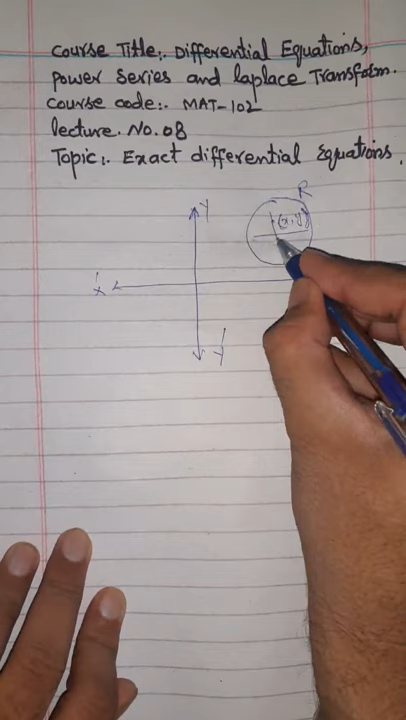 Course Title:. Differential Equations,
power series and laplace Transform.
course code:- MAT-102
lecture. No. 08
Topic:. Exact differential Equations.
R
Y
(x,y)
X'
Y'